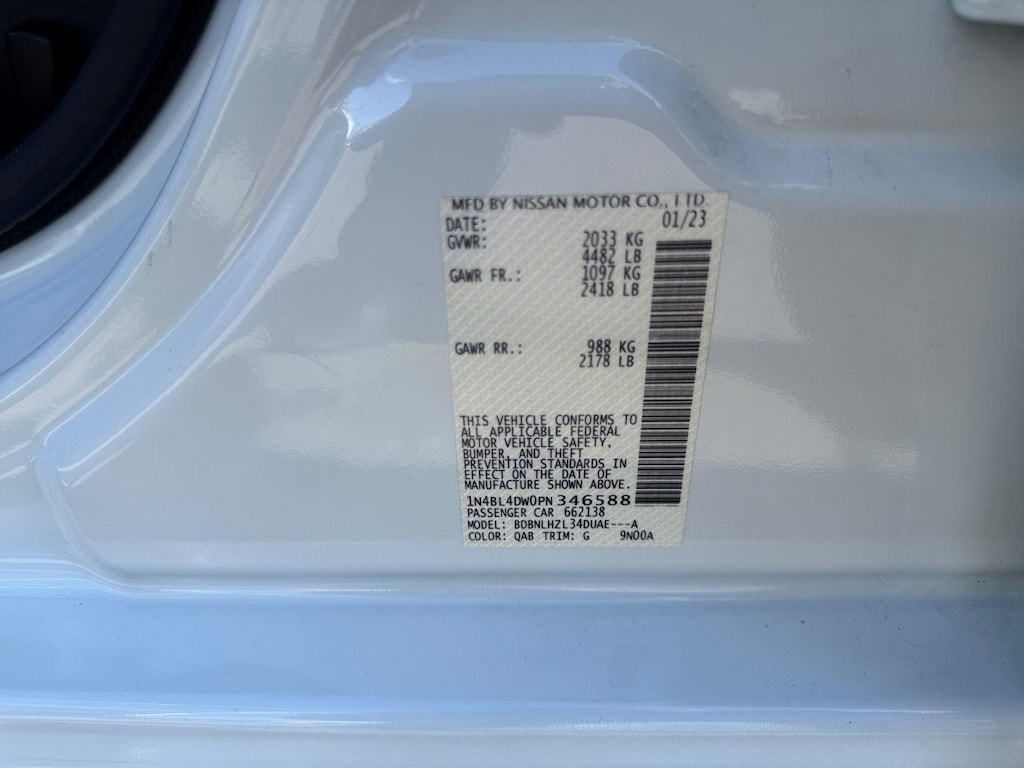 MFD BY NISSAN MOTOR CO., LTD
DATE: 01/23
GVWR: 2033 KG
4482 LB
GAWR FR.: 1097 KG
2418 LB
GAWR RR.: 988 KG
2178 LB
THIS VEHICLE CONFORMS TO
ALL APPLICABLE FEDERAL
MOTOR VEHICLE SAFETY,
BUMPER, AND THEFT
PREVENTION STANDARDS IN
EFFECT ON THE DATE OF
MANUFACTURE SHOWN ABOVE.
1N4BL4DW0PN346588
PASSENGER CAR 662138
MODEL: BDBNLHZL34DUAE---A
COLOR: QAB TRIM: G 9N00A